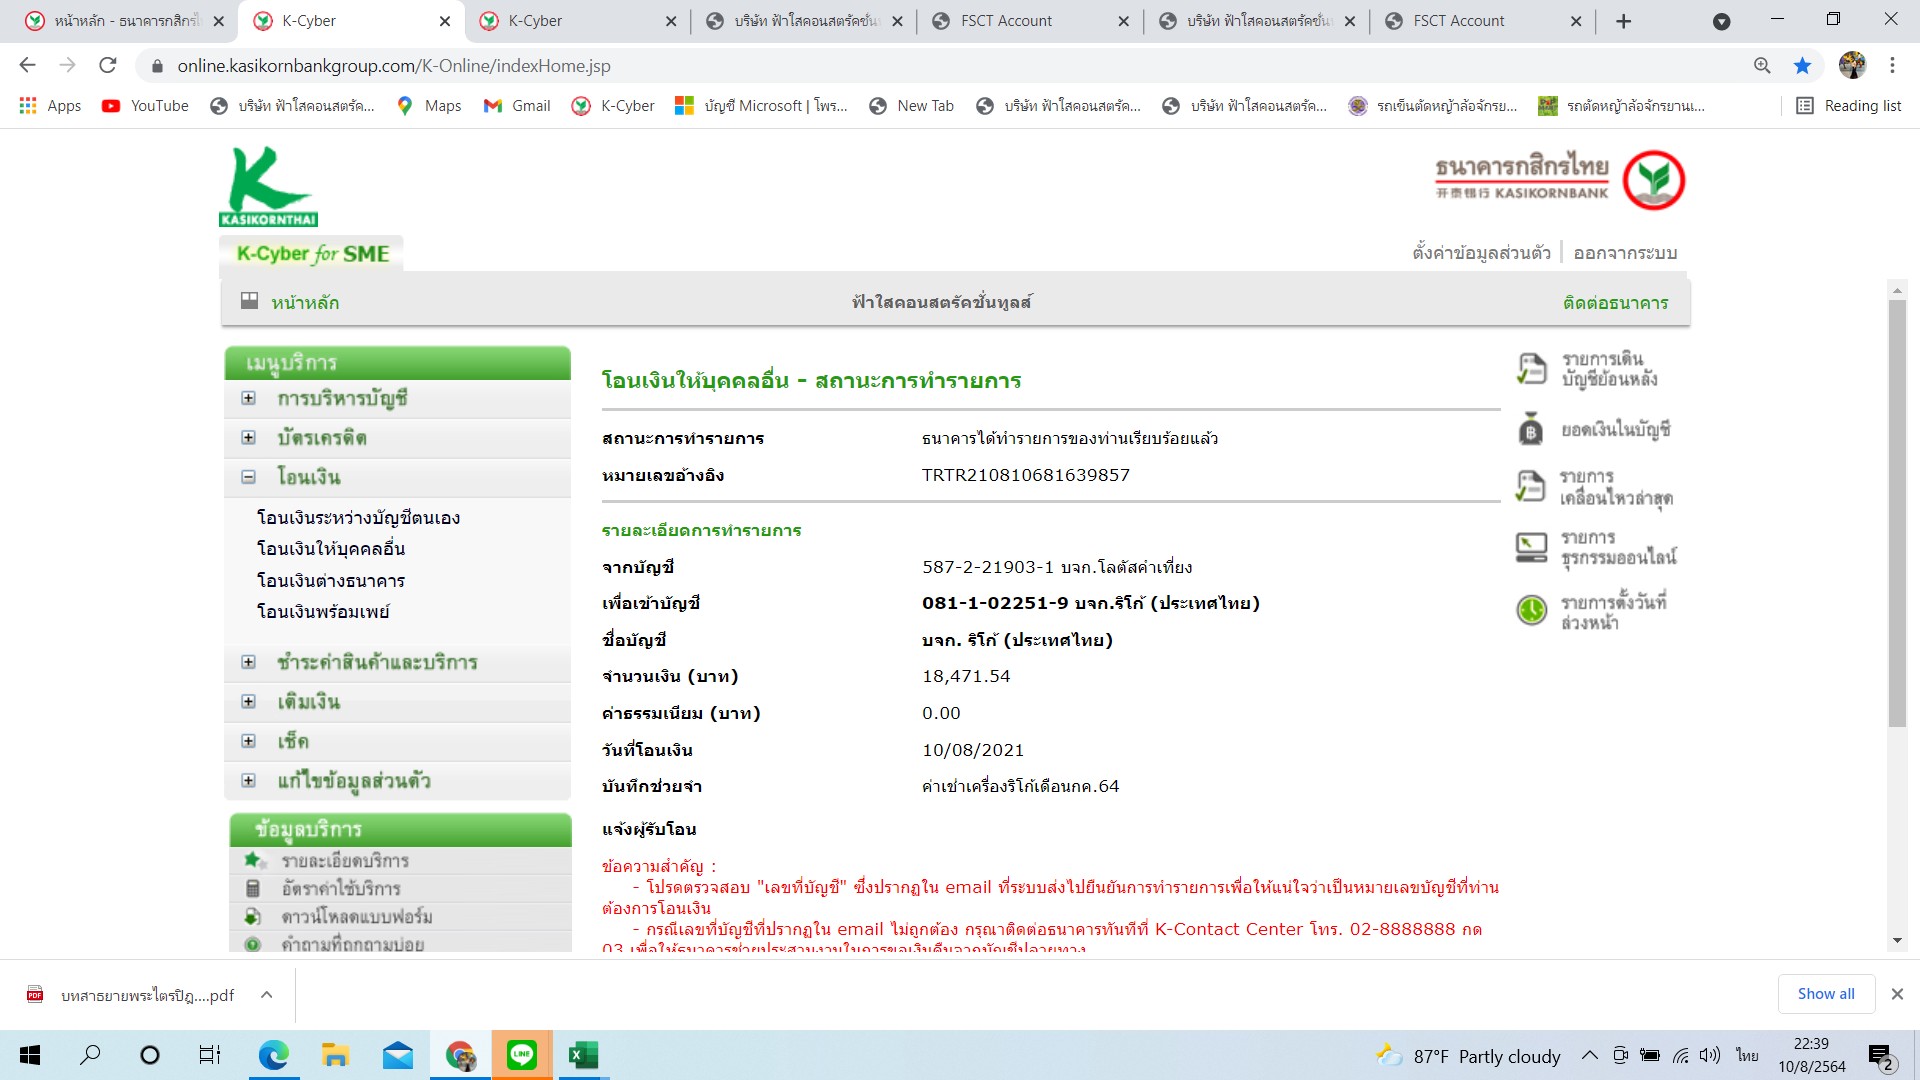 หน้าหลัก - ธนาคารกสิกรไ
K-Cyber
K-Cyber
บริษัท ฟ้าใสคอนสตรัคชั่น
FSCT Account
บริษัท ฟ้าใสคอนสตรัคชั่น
FSCT Account
online.kasikornbankgroup.com/K-Online/indexHome.jsp
Apps
YouTube
บริษัท ฟ้าใสคอนสตรัค...
Maps
Gmail
K-Cyber
บัญชี Microsoft | โพร...
New Tab
บริษัท ฟ้าใสคอนสตรัค...
บริษัท ฟ้าใสคอนสตรัค...
รถเข็นตัดหญ้าล้อจักรย...
รถตัดหญ้าล้อจักรยาน...
Reading list
KASIKORNTHAI
ธนาคารกสิกรไทย
开泰银行 KASIKORNBANK
K-Cyber for SME
ตั้งค่าข้อมูลส่วนตัว
ออกจากระบบ
หน้าหลัก
ฟ้าใสคอนสตรัคชั่นทูลส์
ติดต่อธนาคาร
เมนูบริการ
การบริหารบัญชี
บัตรเครดิต
โอนเงิน
โอนเงินระหว่างบัญชีตนเอง
โอนเงินให้บุคคลอื่น
โอนเงินต่างธนาคาร
โอนเงินพร้อมเพย์
ชำระค่าสินค้าและบริการ
เติมเงิน
เช็ค
แก้ไขข้อมูลส่วนตัว
ข้อมูลบริการ
รายละเอียดบริการ
อัตราค่าใช้บริการ
ดาวน์โหลดแบบฟอร์ม
คำถามที่ถูกถามบ่อย
โอนเงินให้บุคคลอื่น - สถานะการทำรายการ
สถานะการทำรายการ ธนาคารได้ทำรายการของท่านเรียบร้อยแล้ว
หมายเลขอ้างอิง TRTR210810681639857
รายละเอียดการทำรายการ
จากบัญชี 587-2-21903-1 บจก.โลตัสคำเที่ยง
เพื่อเข้าบัญชี 081-1-02251-9 บจก.ริโก้ (ประเทศไทย)
ชื่อบัญชี บจก. ริโก้ (ประเทศไทย)
จำนวนเงิน (บาท) 18,471.54
ค่าธรรมเนียม (บาท) 0.00
วันที่โอนเงิน 10/08/2021
บันทึกช่วยจำ ค่าเช่าเครื่องริโก้เดือนกค.64
แจ้งผู้รับโอน
ข้อความสำคัญ :
- โปรดตรวจสอบ "เลขที่บัญชี" ซึ่งปรากฏใน email ที่ระบบส่งไปยืนยันการทำรายการเพื่อให้แน่ใจว่าเป็นหมายเลขบัญชีที่ท่าน
ต้องการโอนเงิน
- กรณีเลขที่บัญชีที่ปรากฏใน email ไม่ถูกต้อง กรุณาติดต่อธนาคารทันทีที่ K-Contact Center โทร. 02-8888888 กด
03 เพื่อให้ธนาคารช่วยประสานงานในการขอเงินคืนจากบัญชีปลายทาง
รายการเดิน
บัญชีย้อนหลัง
ยอดเงินในบัญชี
รายการ
เคลื่อนไหวล่าสุด
รายการ
ธุรกรรมออนไลน์
รายการตั้งวันที่
ล่วงหน้า
บทสาธยายพระไตรปิฎ....pdf
Show all
87°F Partly cloudy
ไทย
22:39
10/8/2564
2